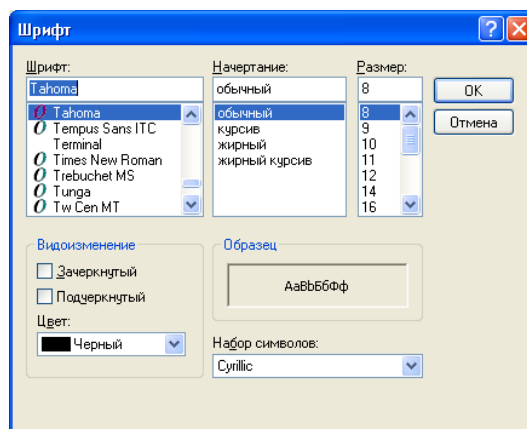 Шрифт
Шрифт: Начертание: Размер:
Tahoma обычный 8 ОК
Tahoma обычный 8 Отмена
Tempus Sans ITC курсив 9
Terminal жирный 10
Times New Roman жирный курсив 11
Trebuchet MS 12
Tunga 14
Tw Cen MT 16
Видоизменение Образец
Зачеркнутый
Подчеркнутый
АаBbБбФф
Цвет:
Черный
Набор символов:
Cyrillic